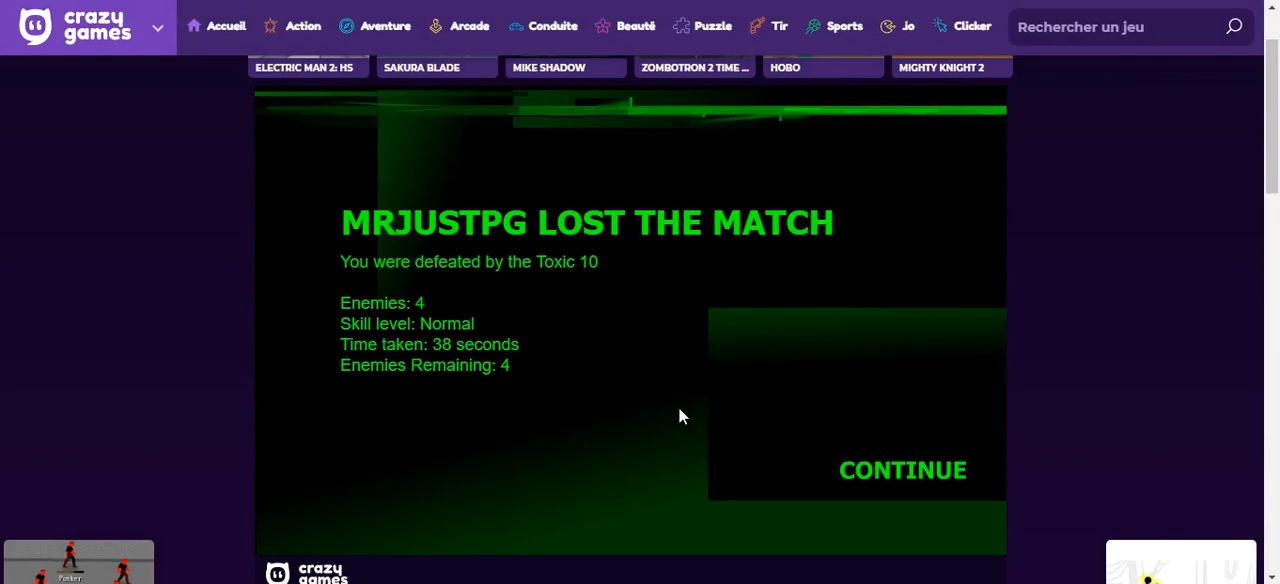 crazy games
Accueil
Action
Aventure
Arcade
Conduite
Beauté
Puzzle
Tir
Sports
.io
Clicker
Rechercher un jeu
ELECTRIC MAN 2: HS
SAKURA BLADE
MIKE SHADOW
ZOMBOTRON 2 TIME ...
HOBO
MIGHTY KNIGHT 2
MRJUSTPG LOST THE MATCH
You were defeated by the Toxic 10
Enemies: 4
Skill level: Normal
Time taken: 38 seconds
Enemies Remaining: 4
CONTINUE
crazy games
Ponker